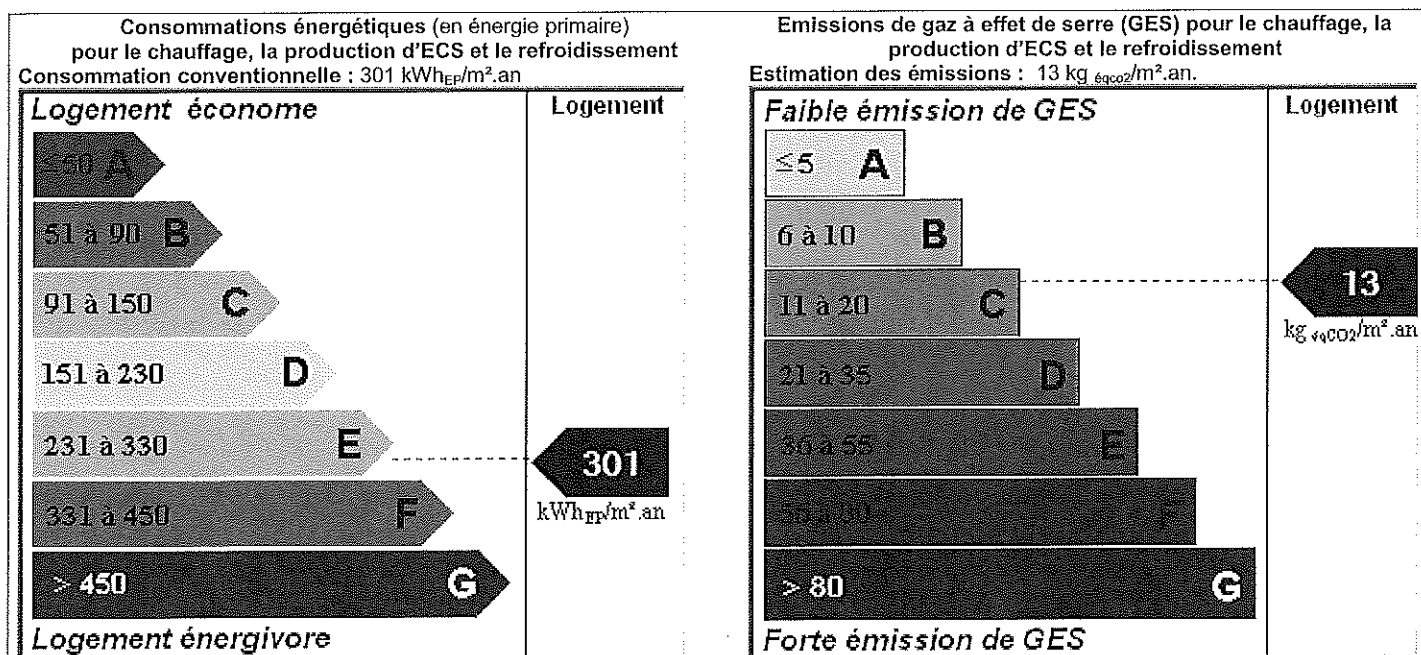 Consommations énergétiques (en énergie primaire)
pour le chauffage, la production d'ECS et le refroidissement
Consommation conventionnelle : 301 kWhEP/m².an
Logement économe
Logement
≤50 A
51 à 90 B
91 à 150 C
151 à 230 D
231 à 330 E
301
kWhEP/m².an
331 à 450 F
> 450 G
Logement énergivore
Emissions de gaz à effet de serre (GES) pour le chauffage, la
production d'ECS et le refroidissement
Estimation des émissions : 13 kg éqco2/m².an.
Faible émission de GES
Logement
≤5 A
6 à 10 B
13
11 à 20 C
kg éqCO2/m².an
21 à 35 D
36 à 55 E
56 à 80 F
> 80 G
Forte émission de GES